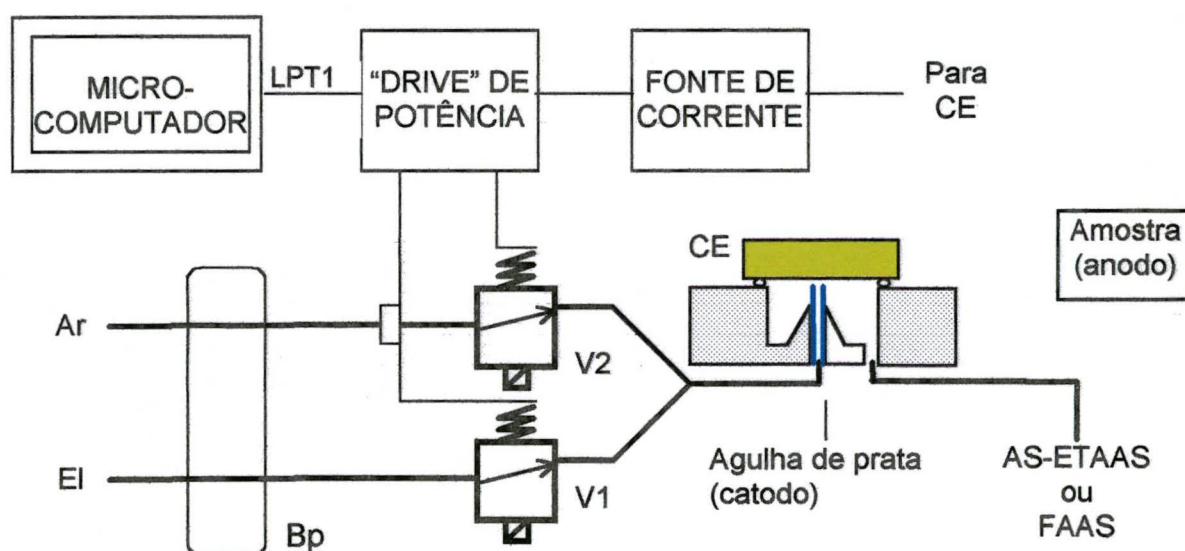 MICRO-
COMPUTADOR
LPT1
“DRIVE” DE
POTÊNCIA
FONTE DE
CORRENTE
Para
CE
CE
Amostra
(anodo)
Ar
V2
El
V1
Bp
Agulha de prata
(catodo)
AS-ETAAS
ou
FAAS